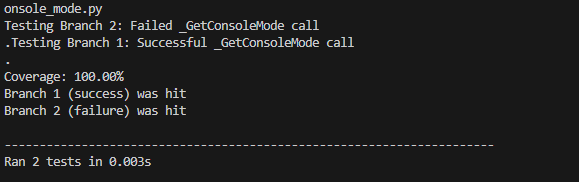 onsole_mode.py
Testing Branch 2: Failed _GetConsoleMode call
.Testing Branch 1: Successful _GetConsoleMode call
.
Coverage: 100.00%
Branch 1 (success) was hit
Branch 2 (failure) was hit
----------------------------------------------------------------------
Ran 2 tests in 0.003s